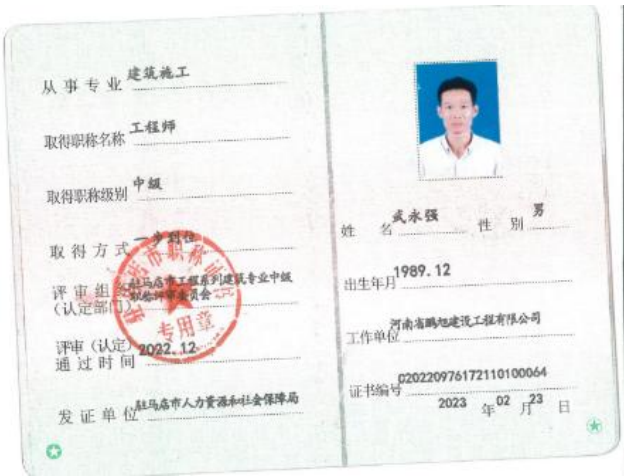 从事专业 建筑施工
取得职称名称 工程师
取得职称级别 中级
取得方式 一步到位
评审组织 驻马店市工程系列建筑专业中级
(认定部门) 职称评审委员会
评审(认定) 2022.12
通过时间
发证单位 驻马店市人力资源和社会保障局
专用章
姓名 武永强 性别 男
出生年月 1989.12
工作单位 河南省鹏旭建设工程有限公司
证书编号 C20220976172110100064
2023 年 02 月 23 日